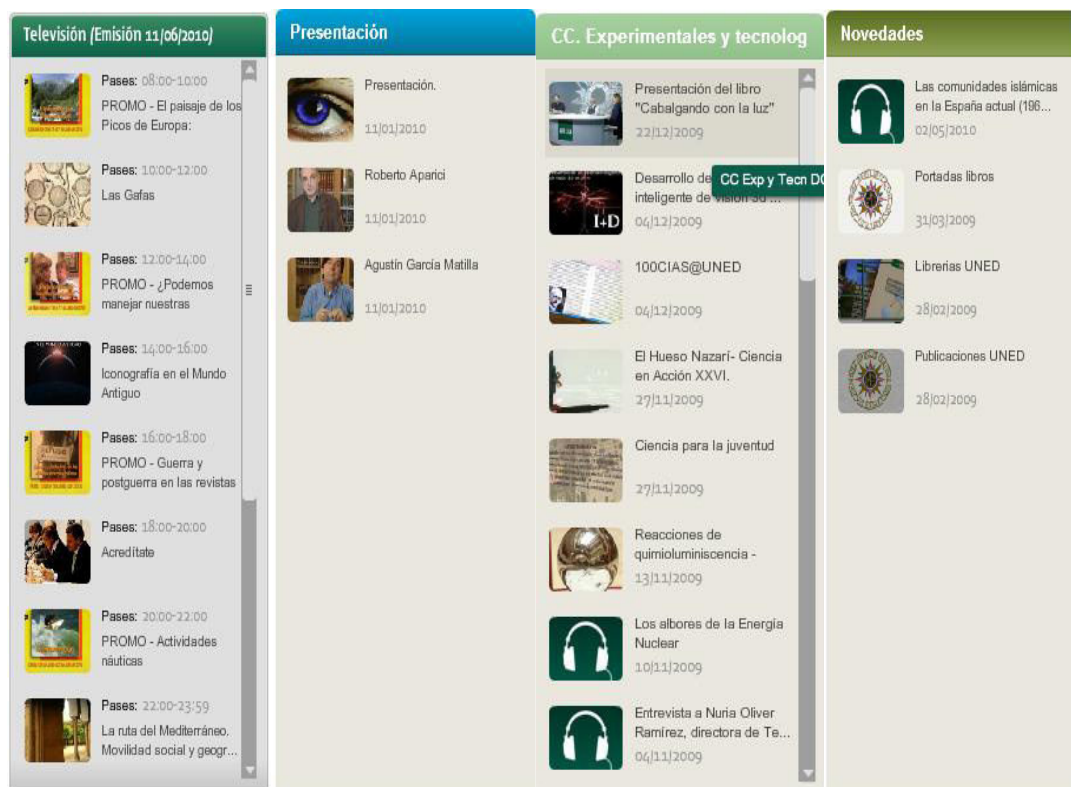 Televisión (Emisión 11/06/2010)
Pases: 08:00-10:00
PROMO - El paisaje de los
Picos de Europa:
Pases: 10:00-12:00
Las Gafas
Pases: 12:00-14:00
PROMO - ¿Podemos
manejar nuestras
Pases: 14:00-16:00
Iconografía en el Mundo
Antiguo
Pases: 16:00-18:00
PROMO - Guerra y
postguerra en las revistas
Pases: 18:00-20:00
Acredítate
Pases: 20:00-22:00
PROMO - Actividades
náuticas
Pases: 22:00-23:59
La ruta del Mediterráneo.
Movilidad social y geogr...
Presentación
Presentación.
11/01/2010
Roberto Aparici
11/01/2010
Agustín García Matilla
11/01/2010
CC. Experimentales y tecnolog
Presentación del libro
"Cabalgando con la luz"
22/12/2009
Desarrollo de
CC Exp y Tecn DO
inteligente de visión 3d ...
I+D
04/12/2009
100CIAS@UNED
04/12/2009
El Hueso Nazarí- Ciencia
en Acción XXVI.
27/11/2009
Ciencia para la juventud
27/11/2009
Reacciones de
quimioluminiscencia -
13/11/2009
Los albores de la Energía
Nuclear
10/11/2009
Entrevista a Nuria Oliver
Ramírez, directora de Te...
04/11/2009
Novedades
Las comunidades islámicas
en la España actual (196...
02/05/2010
Portadas libros
31/03/2009
Librerias UNED
28/02/2009
Publicaciones UNED
28/02/2009